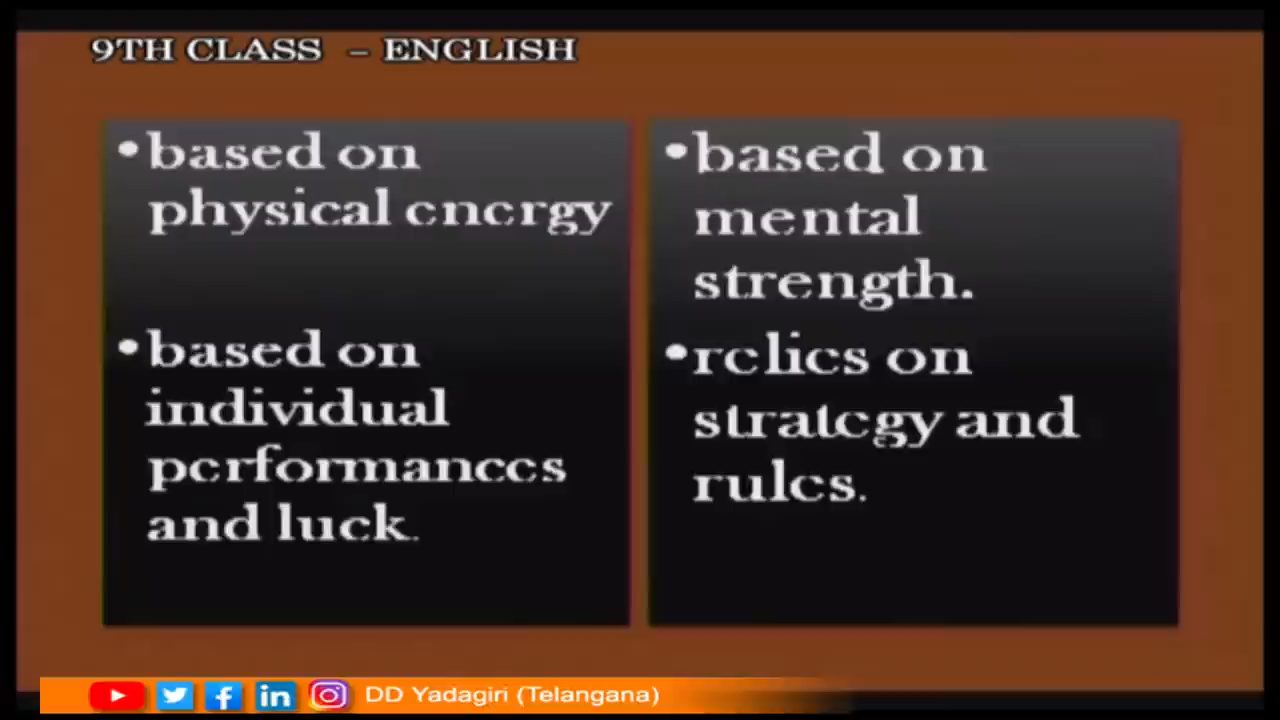 9TH CLASS – ENGLISH
•based on
physical energy
•based on
individual
performances
and luck.
•based on
mental
strength.
•relies on
strategy and
rules.
DD Yadagiri (Telangana)